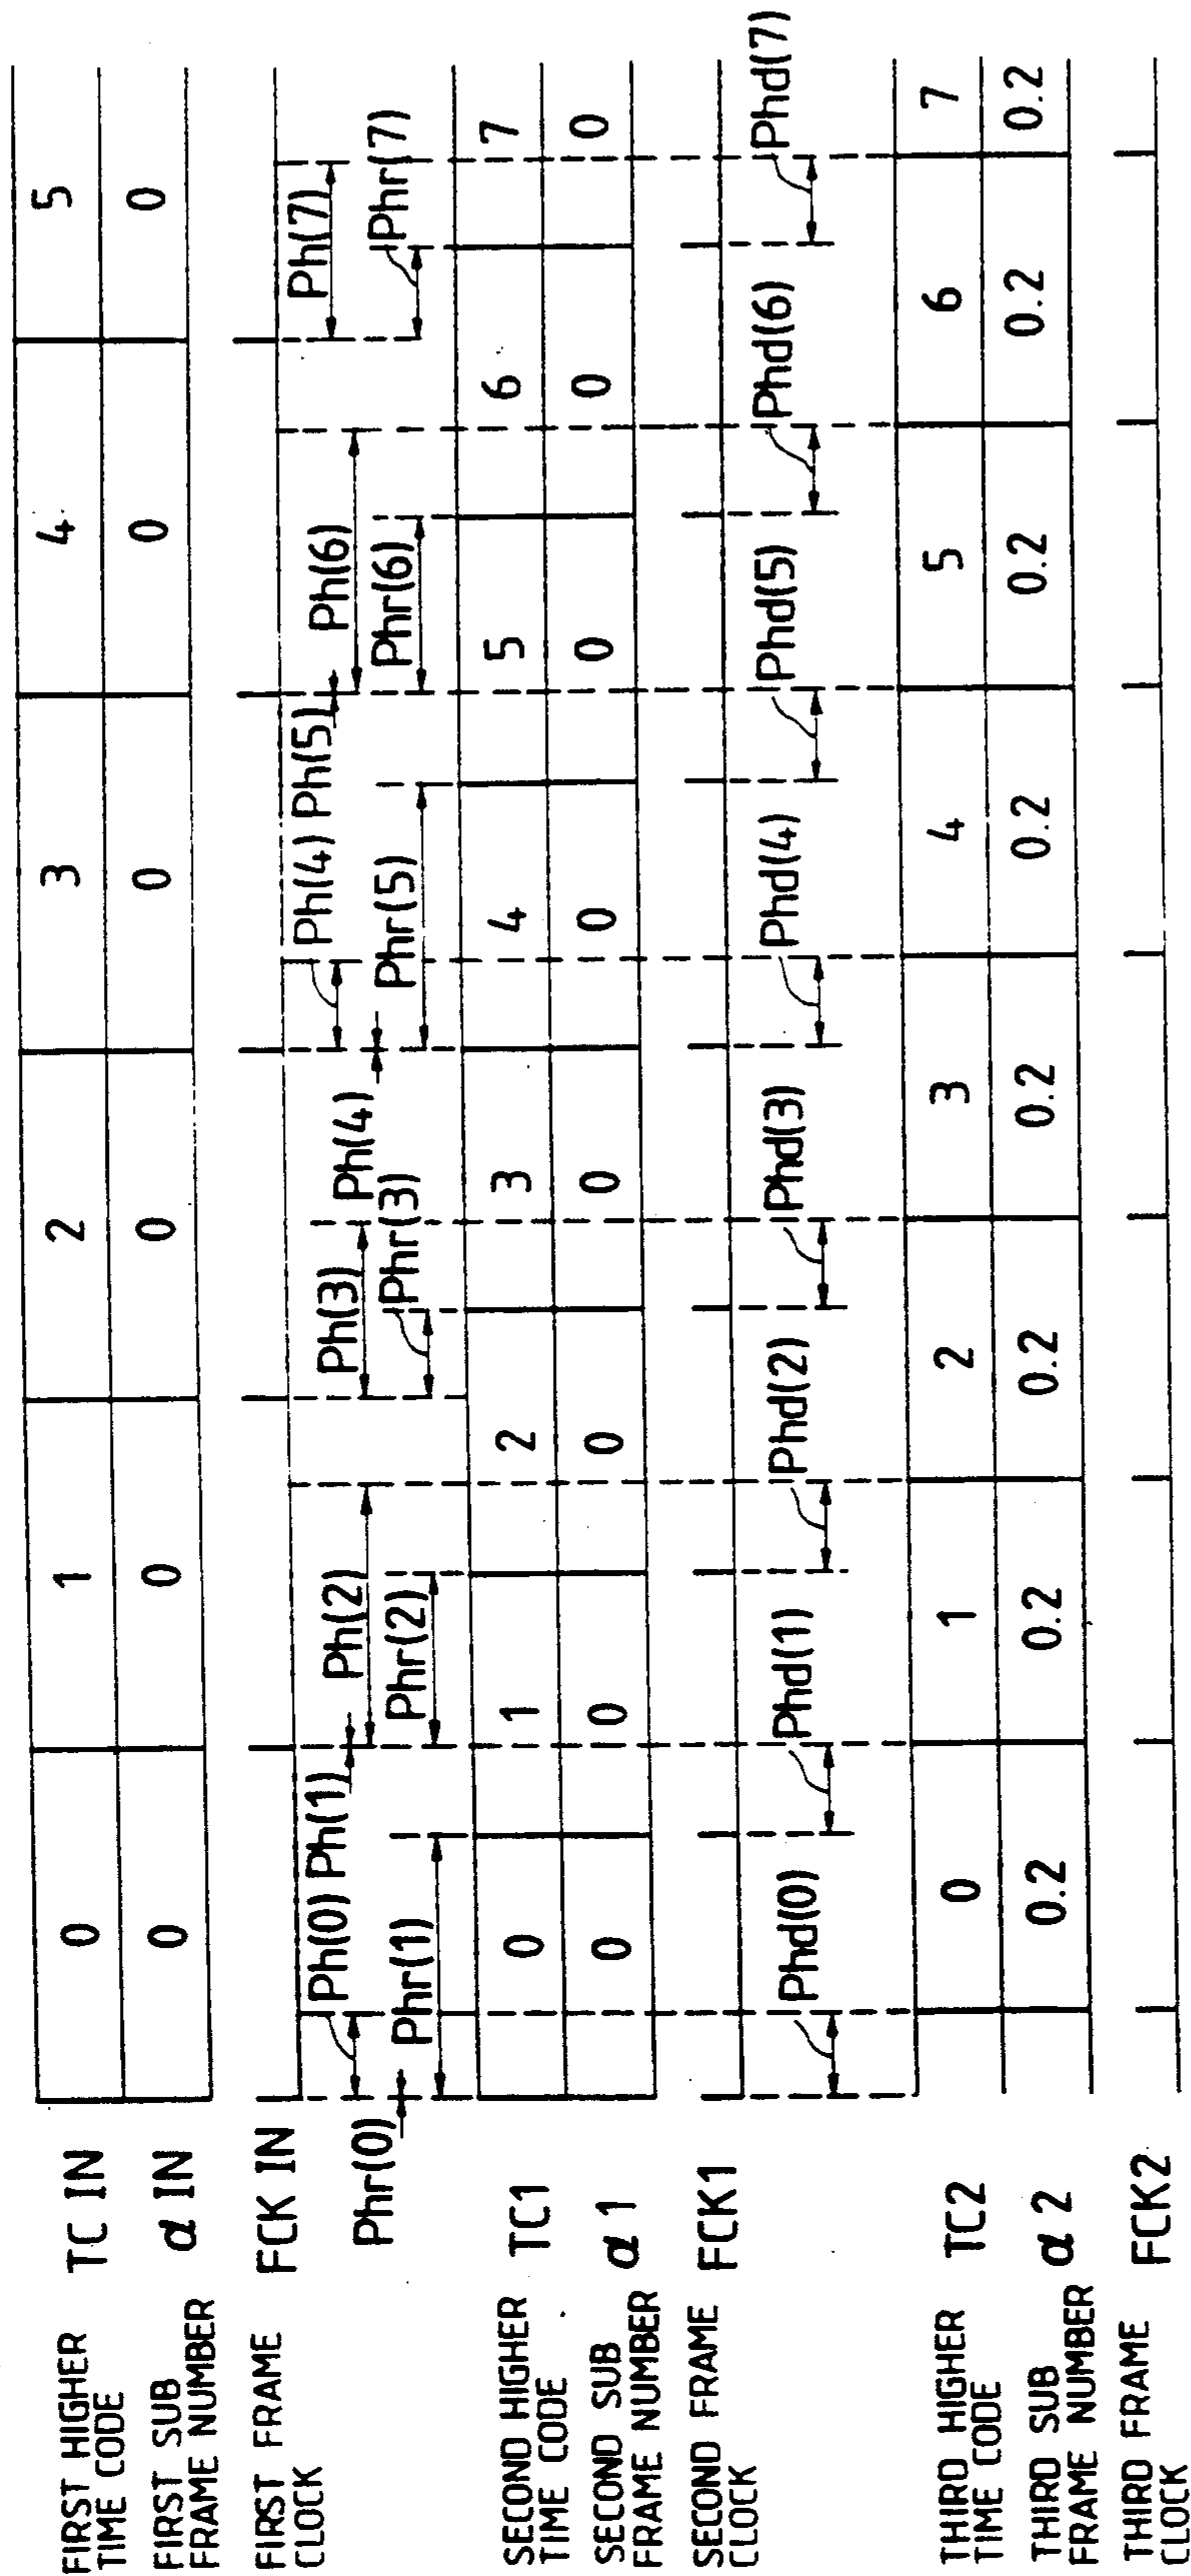 FIRST HIGHER
TIME CODE
TC IN
0 1 2 3 4 5
FIRST SUB
FRAME NUMBER
α IN
0 0 0 0 0 0
FIRST FRAME
CLOCK
FCK IN
Ph(0) Ph(1) Ph(2) Ph(3) Ph(4) Ph(4) Ph(5) Ph(6) Ph(7)
Phr(0) Phr(1) Phr(2) Phr(3) Phr(5) Phr(6) Phr(7)
SECOND HIGHER
TIME CODE
TC1
0 1 2 3 4 5 6 7
SECOND SUB
FRAME NUMBER
α 1
0 0 0 0 0 0 0 0
SECOND FRAME
CLOCK
FCK1
Phd(0) Phd(1) Phd(2) Phd(3) Phd(4) Phd(5) Phd(6) Phd(7)
THIRD HIGHER
TIME CODE
TC2
0 1 2 3 4 5 6 7
THIRD SUB
FRAME NUMBER
α 2
0.2 0.2 0.2 0.2 0.2 0.2 0.2 0.2
THIRD FRAME
CLOCK
FCK2